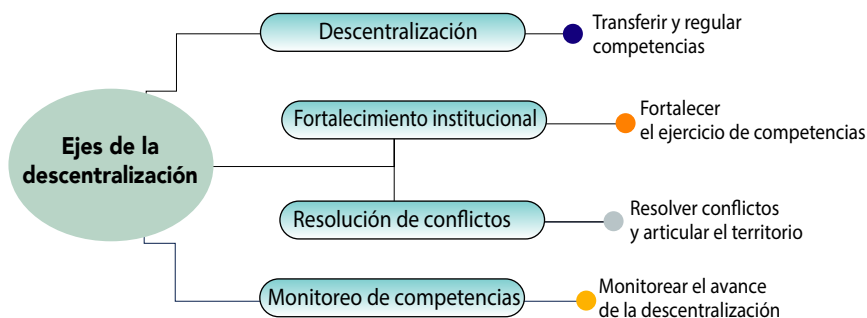 Ejes de la
descentralización
Descentralización
Transferir y regular
competencias
Fortalecimiento institucional
Fortalecer
el ejercicio de competencias
Resolución de conflictos
Resolver conflictos
y articular el territorio
Monitoreo de competencias
Monitorear el avance
de la descentralización